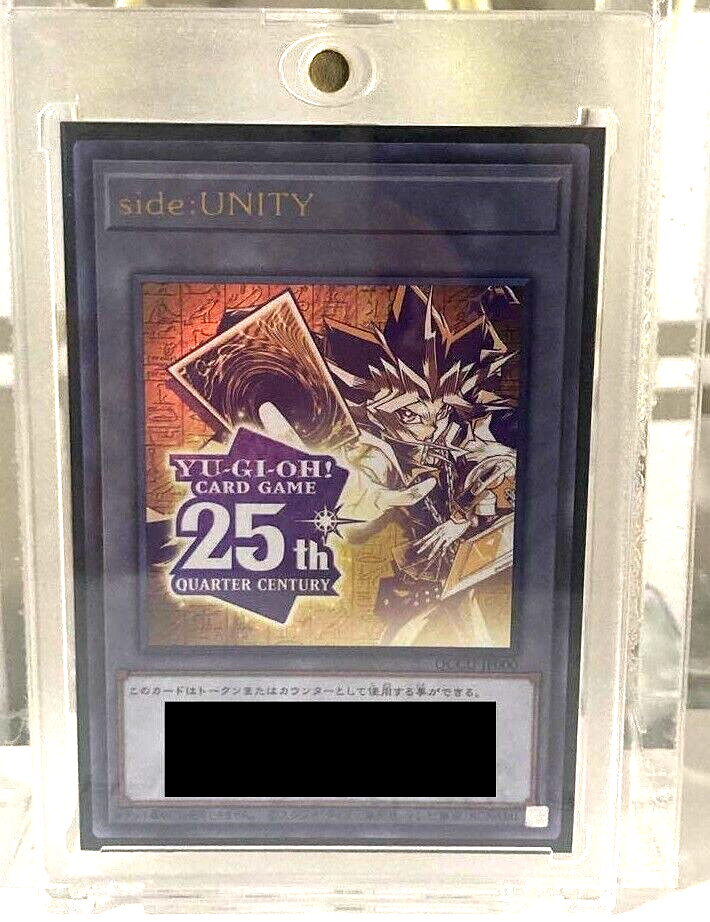 side:UNITY
YU-GI-OH!
CARD GAME
25th
QUARTER CENTURY
QCCU-JP000
このカードはトークンまたはカウンターとして使用する事ができる。